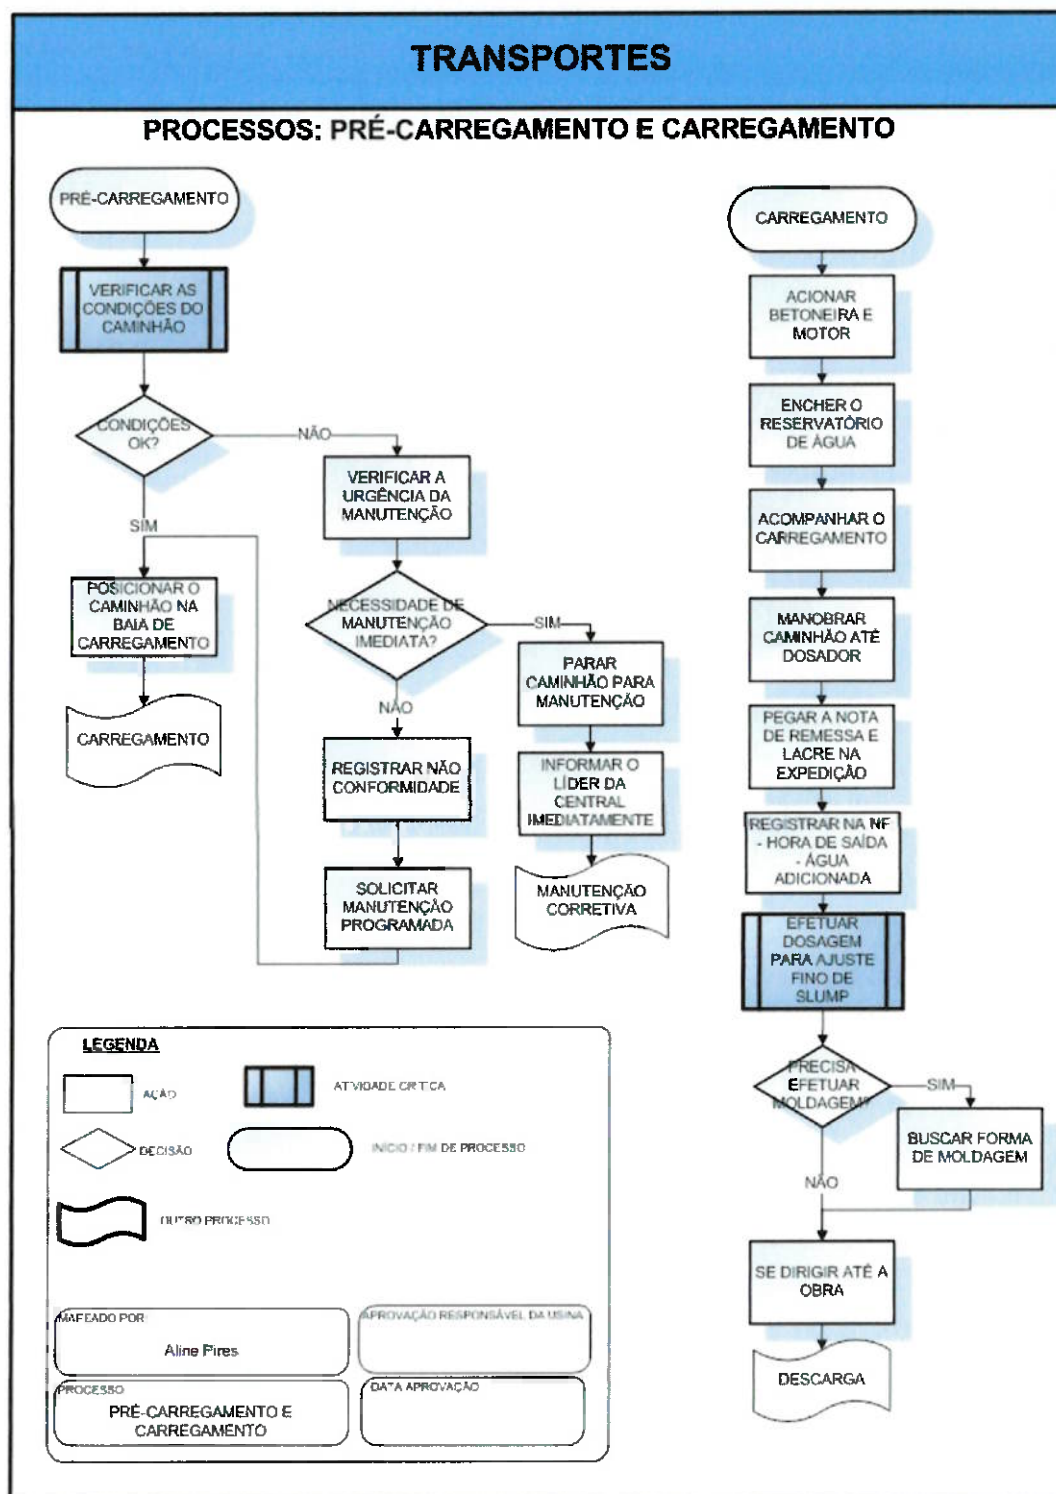 TRANSPORTES
PROCESSOS: PRÉ-CARREGAMENTO E CARREGAMENTO
PRÉ-CARREGAMENTO
VERIFICAR AS
CONDIÇÕES DO
CAMINHÃO
CONDIÇÕES
OK?
NÃO
SIM
VERIFICAR A
URGÊNCIA DA
MANUTENÇÃO
POSICIONAR O
CAMINHÃO NA
BAIA DE
CARREGAMENTO
CARREGAMENTO
NECESSIDADE DE
MANUTENÇÃO
IMEDIATA?
SIM
NÃO
PARAR
CAMINHÃO PARA
MANUTENÇÃO
REGISTRAR NÃO
CONFORMIDADE
INFORMAR O
LÍDER DA
CENTRAL
IMEDIATAMENTE
SOLICITAR
MANUTENÇÃO
PROGRAMADA
MANUTENÇÃO
CORRETIVA
CARREGAMENTO
ACIONAR
BETONEIRA E
MOTOR
ENCHER O
RESERVATÓRIO
DE ÁGUA
ACOMPANHAR O
CARREGAMENTO
MANOBRAR
CAMINHÃO ATÉ
DOSADOR
PEGAR A NOTA
DE REMESSA E
LACRE NA
EXPEDIÇÃO
REGISTRAR NA NF
- HORA DE SAÍDA
- ÁGUA
ADICIONADA
EFETUAR
DOSAGEM
PARA AJUSTE
FINO DE
SLUMP
PRECISA
EFETUAR
MOLDAGEM?
SIM
NÃO
BUSCAR FORMA
DE MOLDAGEM
SE DIRIGIR ATÉ A
OBRA
DESCARGA
LEGENDA
AÇÃO
ATIVIDADE CRÍTICA
DECISÃO
INÍCIO / FIM DE PROCESSO
OUTRO PROCESSO
MAPEADO POR:
Aline Pires
APROVAÇÃO RESPONSÁVEL DA USINA
PROCESSO
PRÉ-CARREGAMENTO E
CARREGAMENTO
DATA APROVAÇÃO